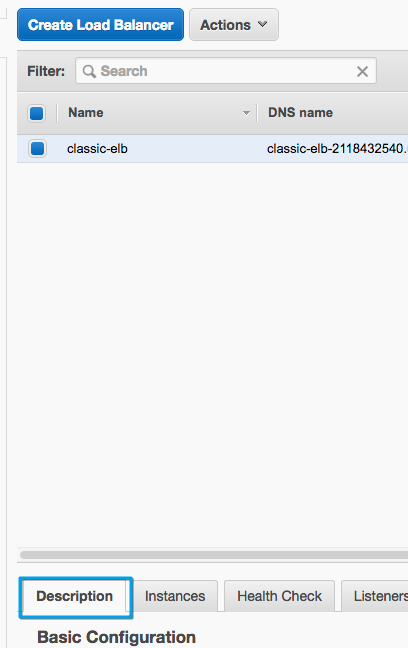 Create Load Balancer Actions
Filter: Search
Name DNS name
classic-elb classic-elb-2118432540.
Description Instances Health Check Listeners
Basic Configuration